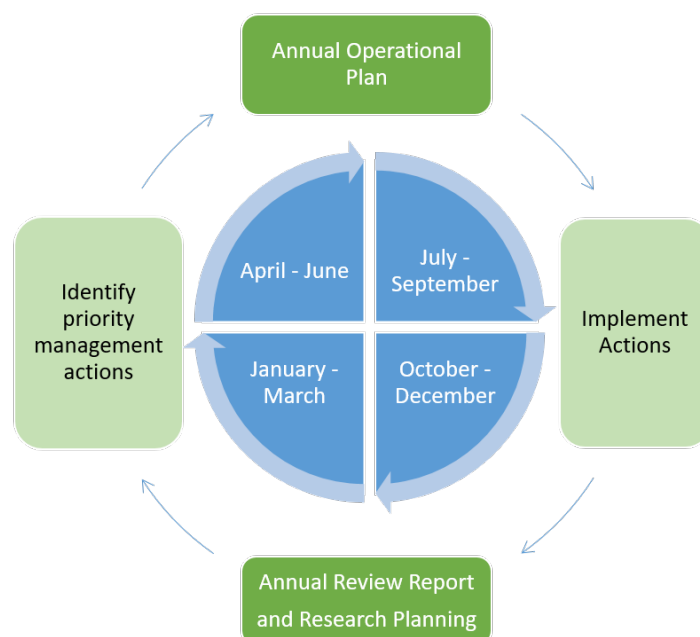 Annual Operational
Plan
April - June
July -
September
Identify
priority
management
actions
Implement
Actions
January -
March
October -
December
Annual Review Report
and Research Planning